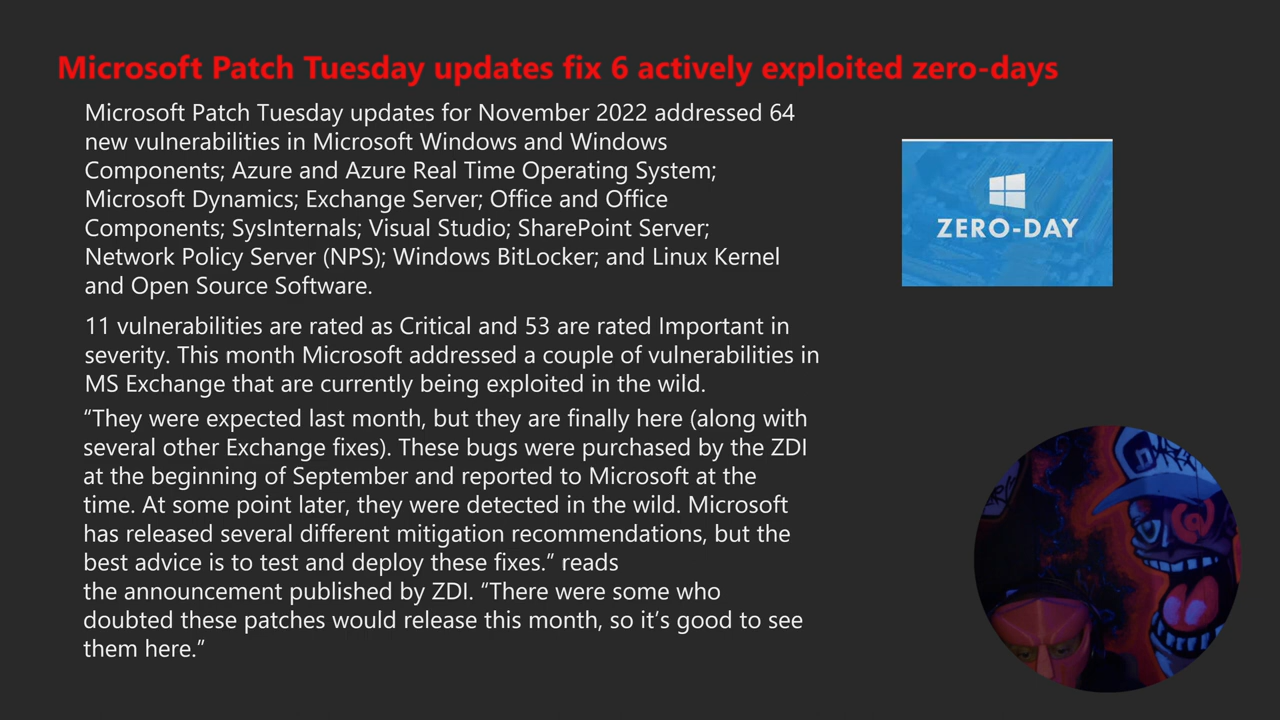 Microsoft Patch Tuesday updates fix 6 actively exploited zero-days
Microsoft Patch Tuesday updates for November 2022 addressed 64
new vulnerabilities in Microsoft Windows and Windows
Components; Azure and Azure Real Time Operating System;
Microsoft Dynamics; Exchange Server; Office and Office
Components; SysInternals; Visual Studio; SharePoint Server;
Network Policy Server (NPS); Windows BitLocker; and Linux Kernel
and Open Source Software.
ZERO-DAY
11 vulnerabilities are rated as Critical and 53 are rated Important in
severity. This month Microsoft addressed a couple of vulnerabilities in
MS Exchange that are currently being exploited in the wild.
“They were expected last month, but they are finally here (along with
several other Exchange fixes). These bugs were purchased by the ZDI
at the beginning of September and reported to Microsoft at the
time. At some point later, they were detected in the wild. Microsoft
has released several different mitigation recommendations, but the
best advice is to test and deploy these fixes.” reads
the announcement published by ZDI. “There were some who
doubted these patches would release this month, so it’s good to see
them here.”